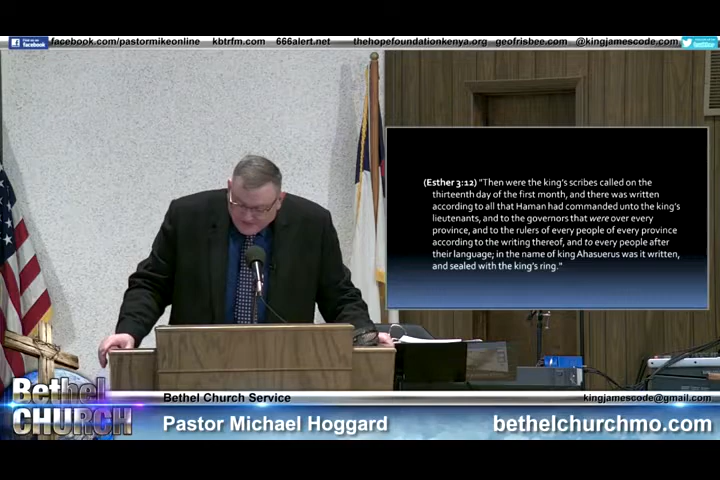 Find us on facebook
facebook.com/pastormikeonline kbtrfm.com 666alert.net thehopefoundationkenya.org geofrisbee.com @kingjamescode.com
(Esther 3:12) "Then were the king's scribes called on the
thirteenth day of the first month, and there was written
according to all that Haman had commanded unto the king's
lieutenants, and to the governors that were over every
province, and to the rulers of every people of every province
according to the writing thereof, and to every people after
their language; in the name of king Ahasuerus was it written,
and sealed with the king's ring."
Bethel Church Service
kingjamescode@gmail.com
Bethel
CHURCH
Pastor Michael Hoggard
bethelchurchmo.com